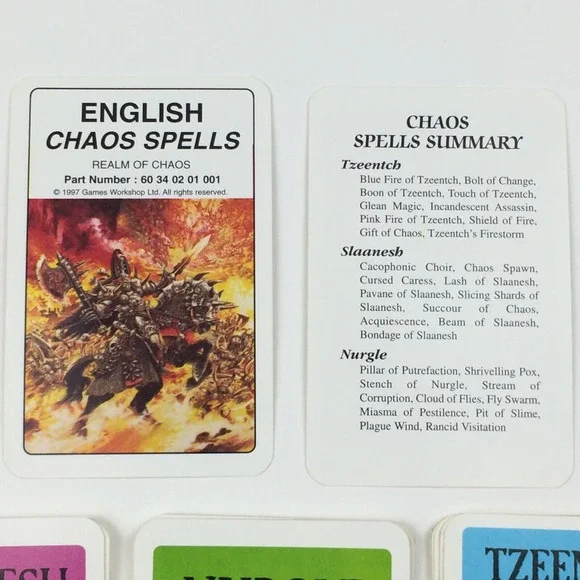 ENGLISH
CHAOS SPELLS
REALM OF CHAOS
Part Number : 60 34 02 01 001
© 1997 Games Workshop Ltd. All rights reserved.
CHAOS
SPELLS SUMMARY
Tzeentch
Blue Fire of Tzeentch, Bolt of Change,
Boon of Tzeentch, Touch of Tzeentch,
Glean Magic, Incandescent Assassin,
Pink Fire of Tzeentch, Shield of Fire,
Gift of Chaos, Tzeentch's Firestorm
Slaanesh
Cacophonic Choir, Chaos Spawn,
Cursed Caress, Lash of Slaanesh,
Pavane of Slaanesh, Slicing Shards of
Slaanesh, Succour of Chaos,
Acquiescence, Beam of Slaanesh,
Bondage of Slaanesh
Nurgle
Pillar of Putrefaction, Shrivelling Pox,
Stench of Nurgle, Stream of
Corruption, Cloud of Flies, Fly Swarm,
Miasma of Pestilence, Pit of Slime,
Plague Wind, Rancid Visitation